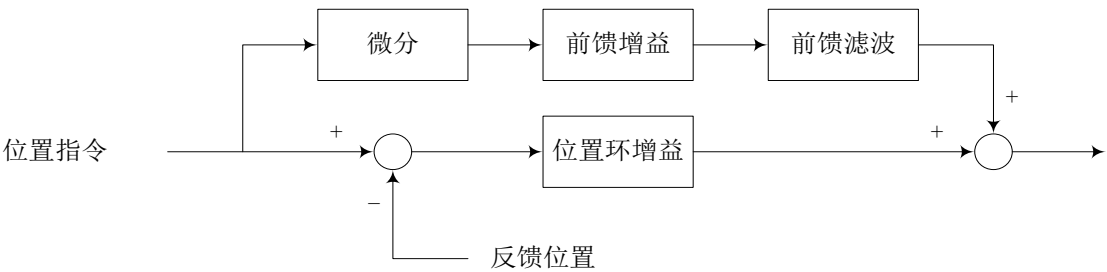 微分 前馈增益 前馈滤波
+
位置指令 + 位置环增益 +
−
反馈位置